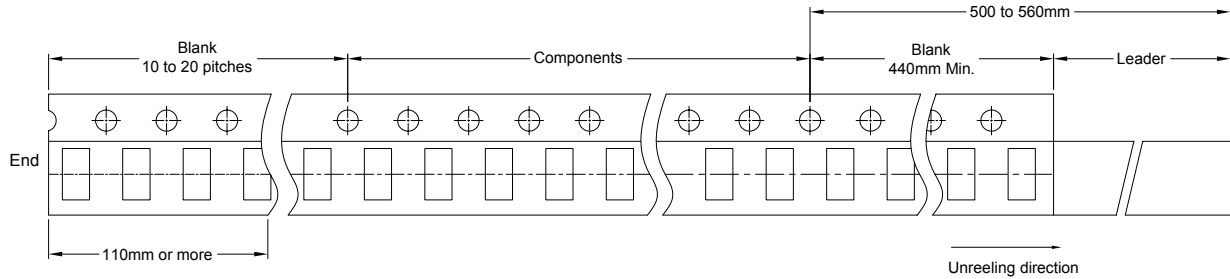 500 to 560mm
Blank
10 to 20 pitches
Components
Blank
440mm Min.
Leader
End
110mm or more
Unreeling direction